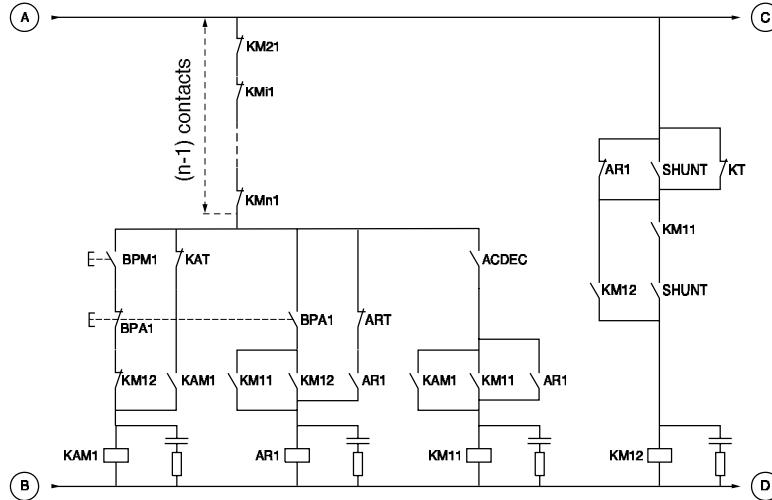 A
C
KM21
KMi1
(n-1) contacts
AR1 SHUNT KT
KMn1
KM11
BPM1 KAT ACDEC
KM12 SHUNT
BPA1 BPA1 ART
KM12 KAM1 KM11 KM12 AR1 KAM1 KM11 AR1
KAM1 AR1 KM11 KM12
B
D